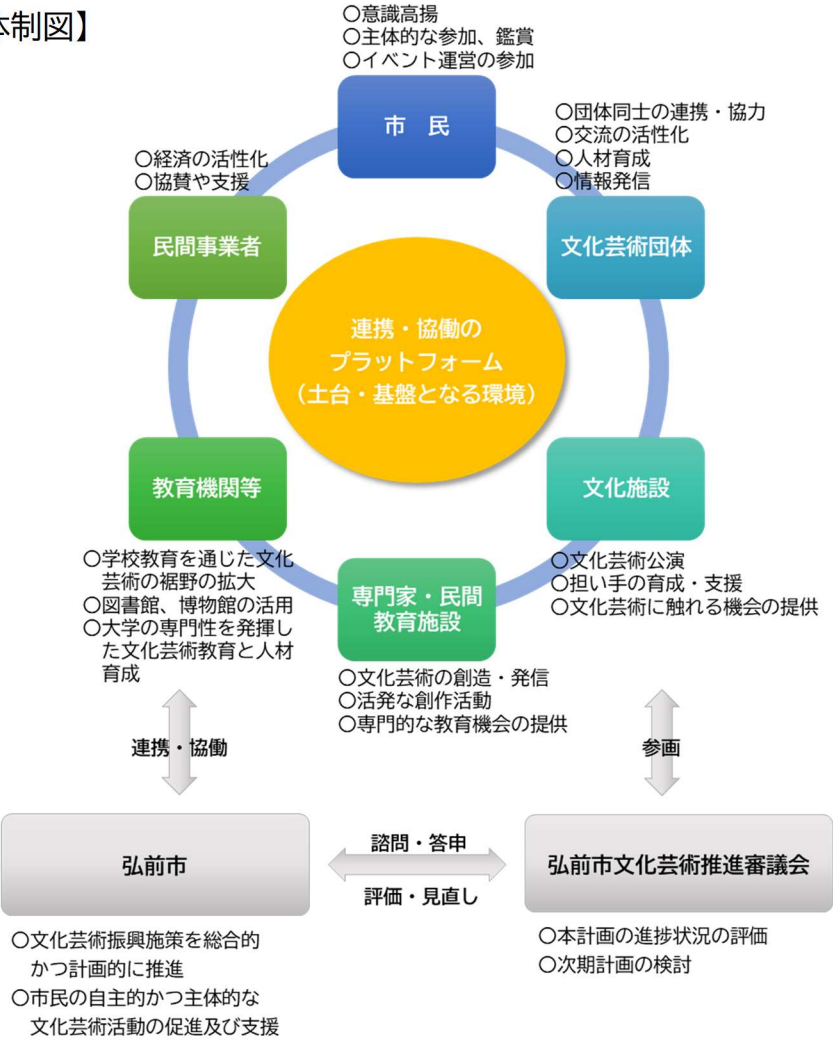 体制図】
○意識高揚
○主体的な参加、鑑賞
○イベント運営の参加
市　民
○団体同士の連携・協力
○交流の活性化
○人材育成
○情報発信
文化芸術団体
○経済の活性化
○協賛や支援
民間事業者
連携・協働の
プラットフォーム
（土台・基盤となる環境）
教育機関等
○学校教育を通じた文化
芸術の裾野の拡大
○図書館、博物館の活用
○大学の専門性を発揮し
た文化芸術教育と人材
育成
文化施設
○文化芸術公演
○担い手の育成・支援
○文化芸術に触れる機会の提供
専門家・民間
教育施設
○文化芸術の創造・発信
○活発な創作活動
○専門的な教育機会の提供
連携・協働
参画
弘前市
諮問・答申
評価・見直し
弘前市文化芸術推進審議会
○文化芸術振興施策を総合的
かつ計画的に推進
○市民の自主的かつ主体的な
文化芸術活動の促進及び支援
○本計画の進捗状況の評価
○次期計画の検討